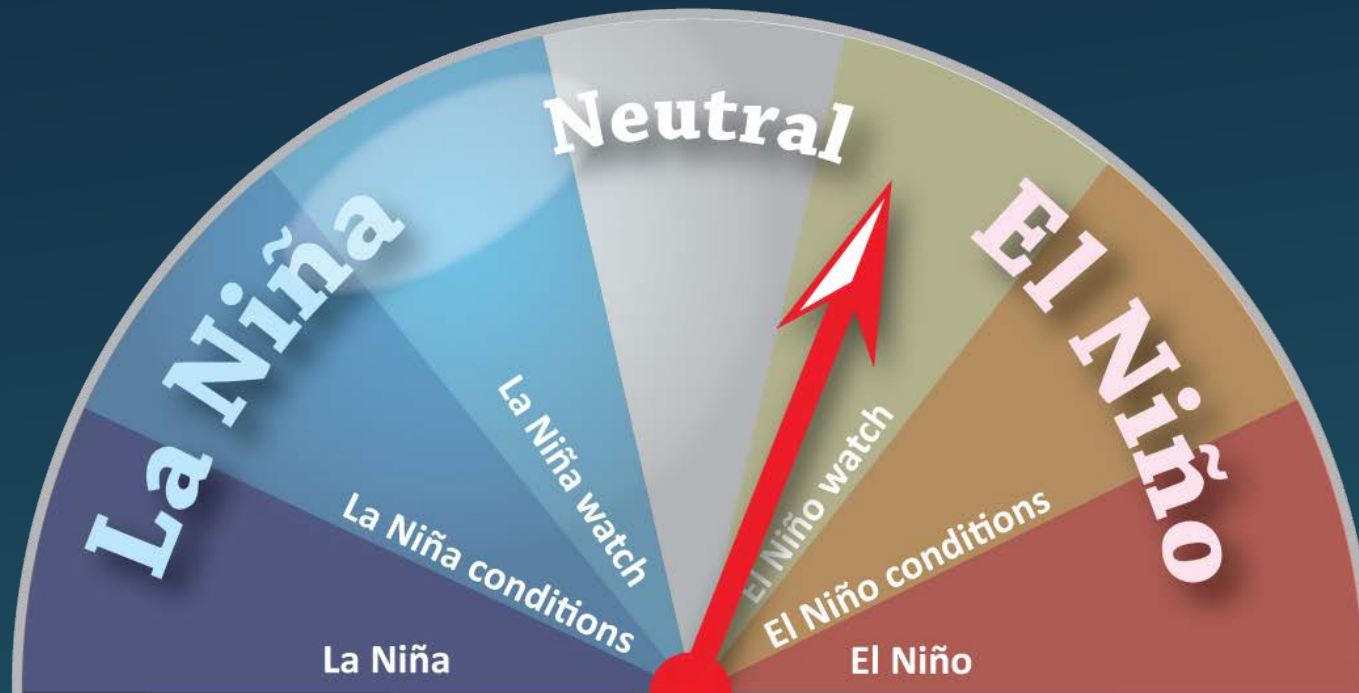 Neutral
La Niña
El Niño
La Niña watch
El Niño watch
La Niña conditions
El Niño conditions
La Niña
El Niño